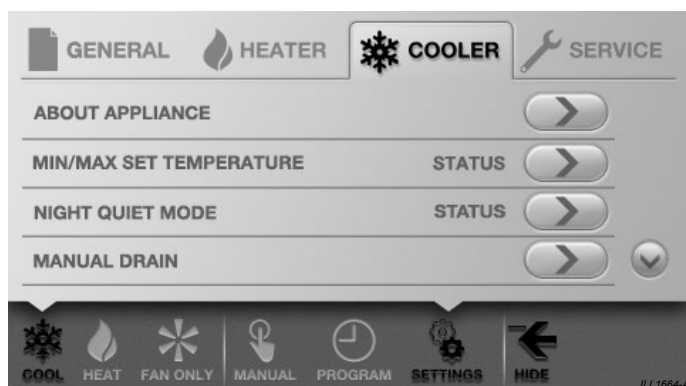 GENERAL HEATER COOLER SERVICE
ABOUT APPLIANCE
MIN/MAX SET TEMPERATURE STATUS
NIGHT QUIET MODE STATUS
MANUAL DRAIN
COOL HEAT FAN ONLY MANUAL PROGRAM SETTINGS HIDE